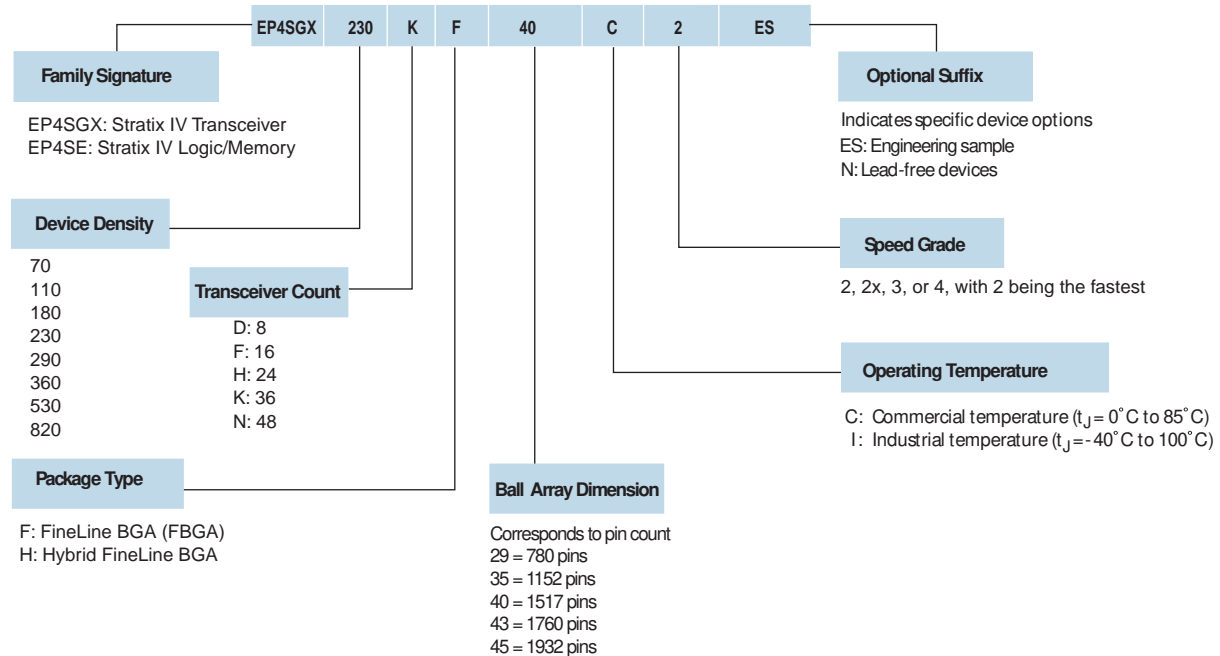 EP4SGX 230 K F 40 C 2 ES
Family Signature
EP4SGX: Stratix IV Transceiver
EP4SE: Stratix IV Logic/Memory
Device Density
70
110
180
230
290
360
530
820
Transceiver Count
D: 8
F: 16
H: 24
K: 36
N: 48
Package Type
F: FineLine BGA (FBGA)
H: Hybrid FineLine BGA
Ball Array Dimension
Corresponds to pin count
29 = 780 pins
35 = 1152 pins
40 = 1517 pins
43 = 1760 pins
45 = 1932 pins
Optional Suffix
Indicates specific device options
ES: Engineering sample
N: Lead-free devices
Speed Grade
2, 2x, 3, or 4, with 2 being the fastest
Operating Temperature
C: Commercial temperature (tJ = 0°C to 85°C)
I: Industrial temperature (tJ = -40°C to 100°C)